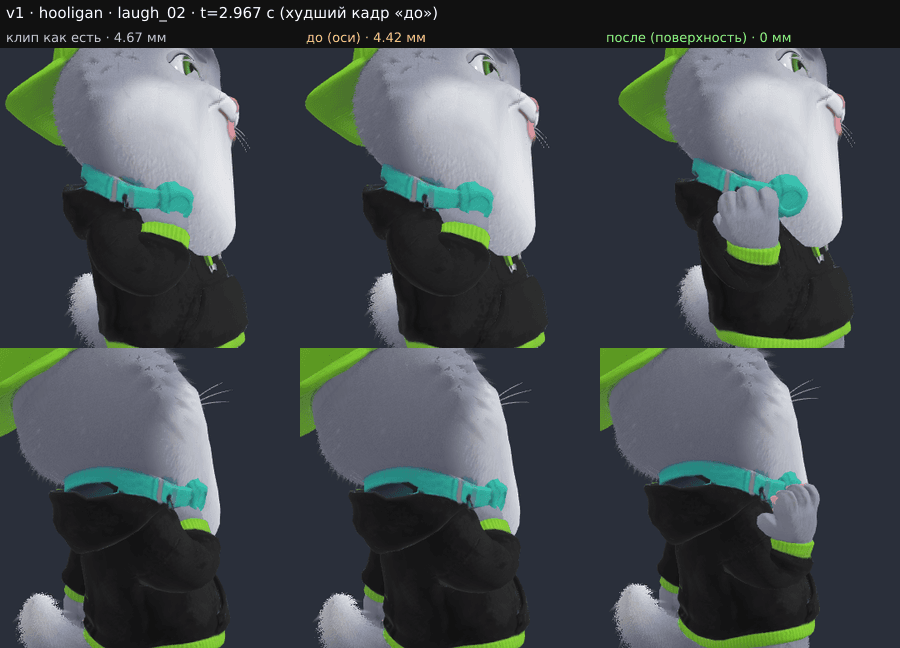 v1 · hooligan · laugh_02 · t=2.967 с (худший кадр «до»)
клип как есть · 4.67 мм
до (оси) · 4.42 мм
после (поверхность) · 0 мм